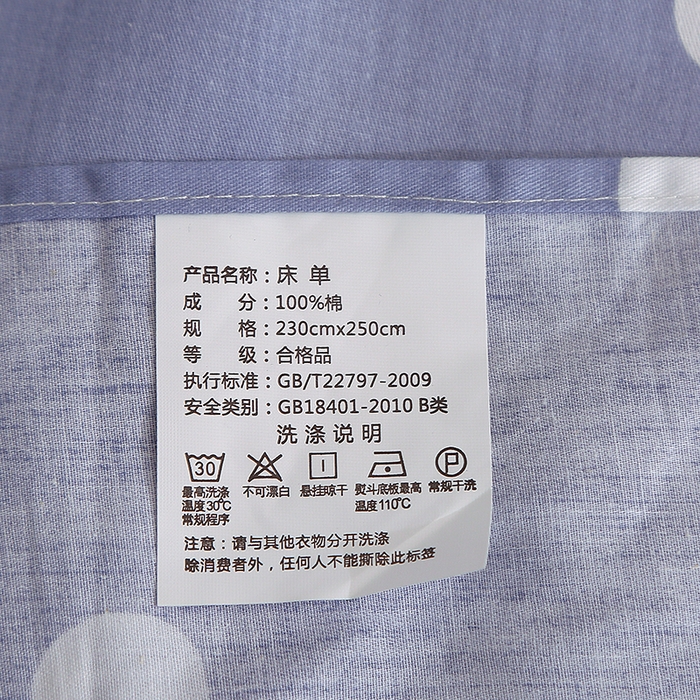 产品名称：床 单
成 分：100%棉
规 格：230cmx250cm
等 级：合格品
执行标准：GB/T22797-2009
安全类别：GB18401-2010 B类
洗 涤 说 明
30 P
最高洗涤 不可漂白 悬挂晾干 熨斗底板最高 常规干洗
温度30℃ 温度110℃
常规程序
注意：请与其他衣物分开洗涤
除消费者外，任何人不能撕除此标签